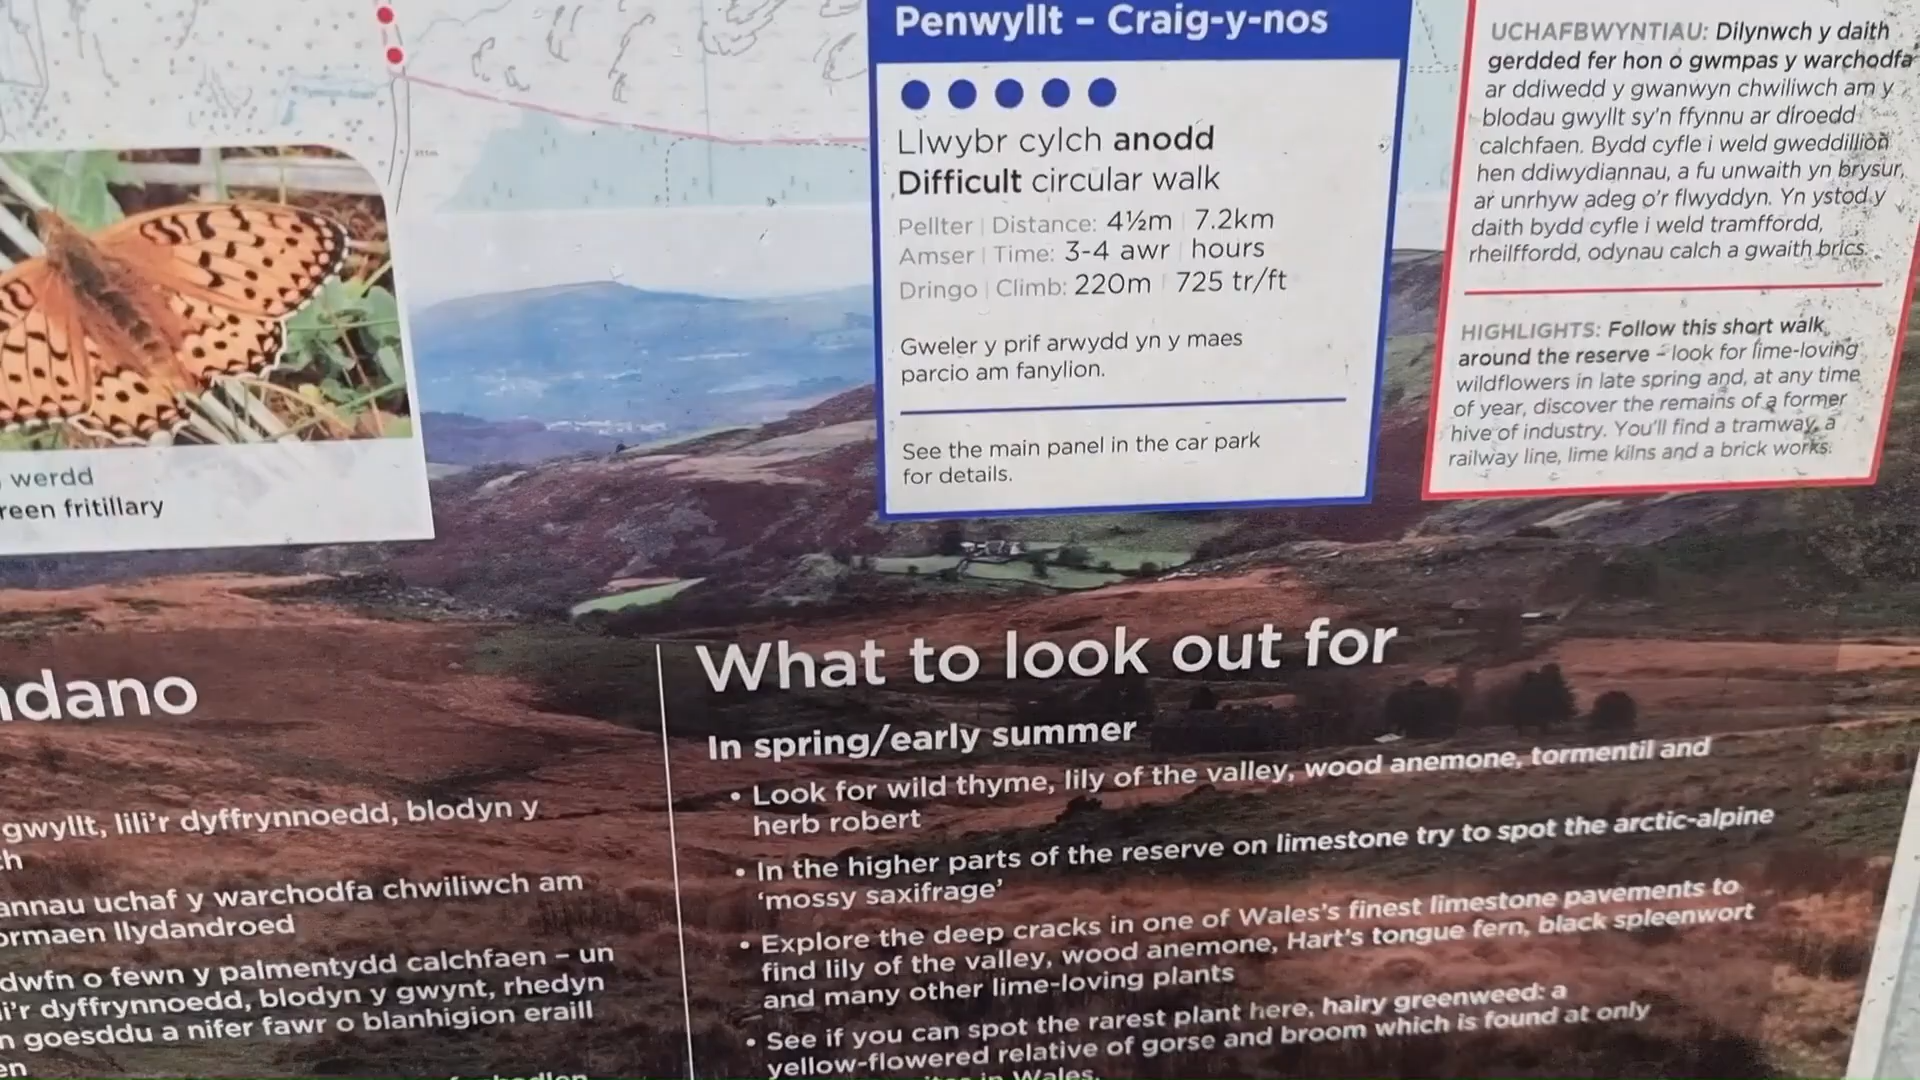 Penwyllt – Craig-y-nos
Llwybr cylch anodd
Difficult circular walk
Pellter | Distance: 4½m | 7.2km
Amser | Time: 3-4 awr | hours
Dringo | Climb: 220m | 725 tr/ft
Gweler y prif arwydd yn y maes
parcio am fanylion.
See the main panel in the car park
for details.
UCHAFBWYNTIAU: Dilynwch y daith
gerdded fer hon o gwmpas y warchodfa
ar ddiwedd y gwanwyn chwiliwch am y
blodau gwyllt sy'n ffynnu ar diroedd
calchfaen. Bydd cyfle i weld gweddillion
hen ddiwydiannau, a fu unwaith yn brysur,
ar unrhyw adeg o'r flwyddyn. Yn ystod y
daith bydd cyfle i weld tramffordd,
rheilffordd, odynau calch a gwaith brics.
HIGHLIGHTS: Follow this short walk
around the reserve – look for lime-loving
wildflowers in late spring and, at any time
of year, discover the remains of a former
hive of industry. You'll find a tramway, a
railway line, lime kilns and a brick works.
werdd
reen fritillary
ndano
gwyllt, lili'r dyffrynnoedd, blodyn y
ch
annau uchaf y warchodfa chwiliwch am
ormaen llydandroed
dwfn o fewn y palmentydd calchfaen – un
li'r dyffrynnoedd, blodyn y gwynt, rhedyn
n goesddu a nifer fawr o blanhigion eraill
en
What to look out for
In spring/early summer
• Look for wild thyme, lily of the valley, wood anemone, tormentil and
herb robert
• In the higher parts of the reserve on limestone try to spot the arctic-alpine
'mossy saxifrage'
• Explore the deep cracks in one of Wales's finest limestone pavements to
find lily of the valley, wood anemone, Hart's tongue fern, black spleenwort
and many other lime-loving plants
• See if you can spot the rarest plant here, hairy greenweed: a
yellow-flowered relative of gorse and broom which is found at only
in Wales.